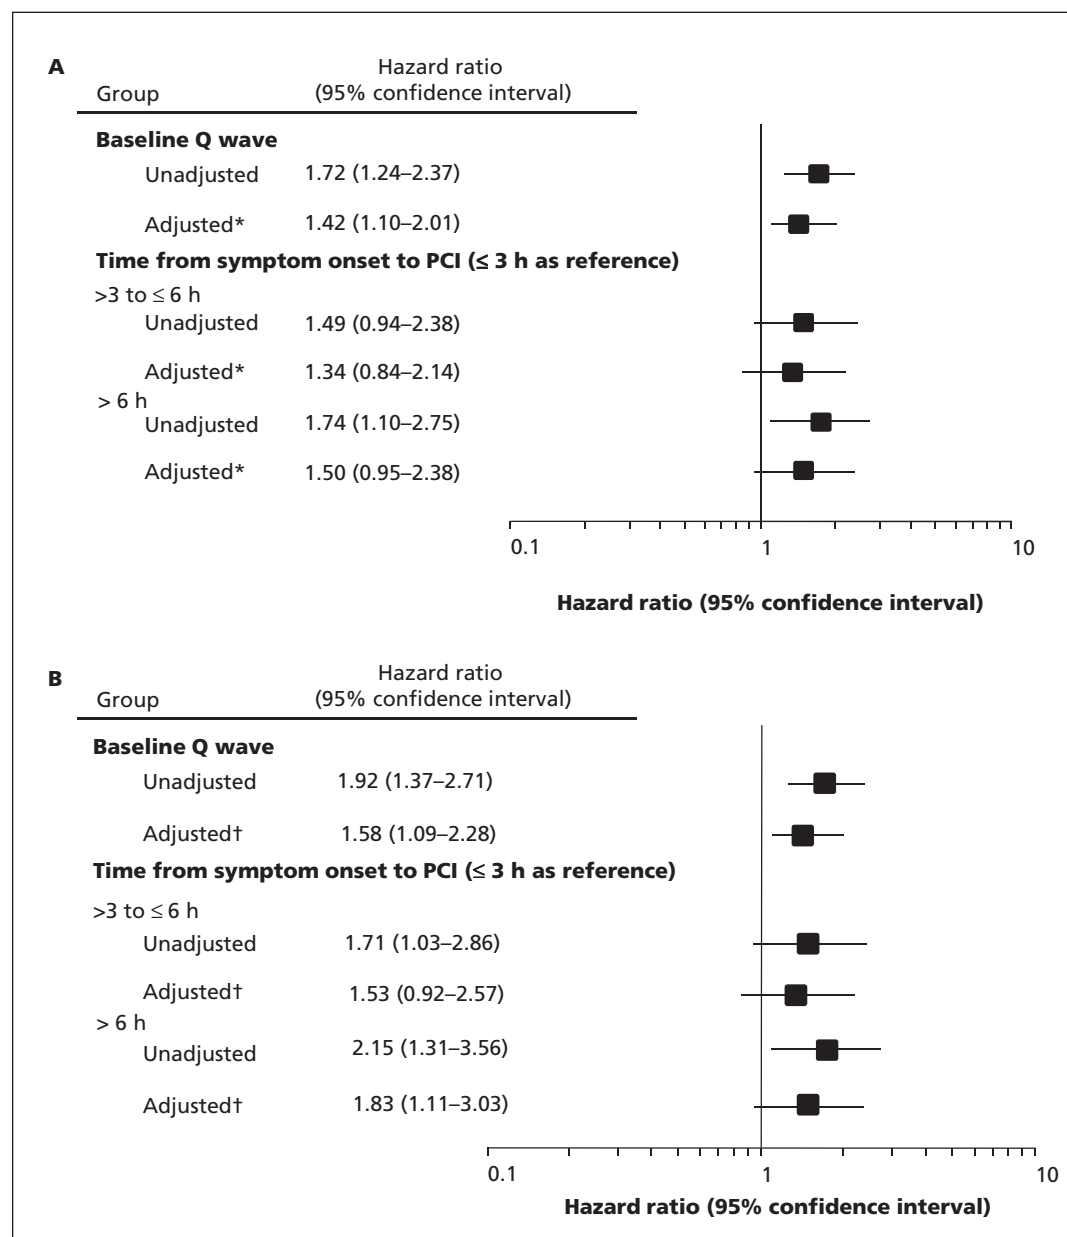 A
Hazard ratio
Group (95% confidence interval)
Baseline Q wave
Unadjusted 1.72 (1.24–2.37)
Adjusted* 1.42 (1.10–2.01)
Time from symptom onset to PCI (≤ 3 h as reference)
>3 to ≤ 6 h
Unadjusted 1.49 (0.94–2.38)
Adjusted* 1.34 (0.84–2.14)
> 6 h
Unadjusted 1.74 (1.10–2.75)
Adjusted* 1.50 (0.95–2.38)
0.1 1 10
Hazard ratio (95% confidence interval)
B
Hazard ratio
Group (95% confidence interval)
Baseline Q wave
Unadjusted 1.92 (1.37–2.71)
Adjusted† 1.58 (1.09–2.28)
Time from symptom onset to PCI (≤ 3 h as reference)
>3 to ≤ 6 h
Unadjusted 1.71 (1.03–2.86)
Adjusted† 1.53 (0.92–2.57)
> 6 h
Unadjusted 2.15 (1.31–3.56)
Adjusted† 1.83 (1.11–3.03)
0.1 1 10
Hazard ratio (95% confidence interval)